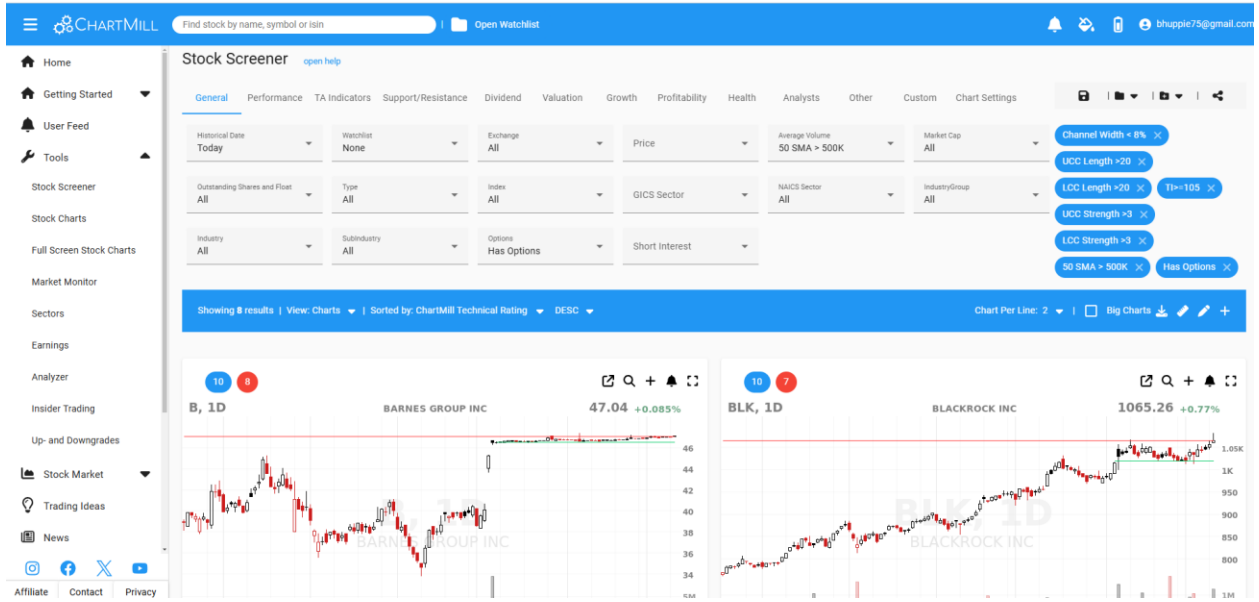 CHARTMILL
Find stock by name, symbol or isin
Open Watchlist
bhuppie75@gmail.com
Home
Getting Started
User Feed
Tools
Stock Screener
Stock Charts
Full Screen Stock Charts
Market Monitor
Sectors
Earnings
Analyzer
Insider Trading
Up- and Downgrades
Stock Market
Trading Ideas
News
Affiliate Contact Privacy
Stock Screener open help
General Performance TA Indicators Support/Resistance Dividend Valuation Growth Profitability Health Analysts Other Custom Chart Settings
Historical Date
Today
Watchlist
None
Exchange
All
Price
Average Volume
50 SMA > 500K
Market Cap
All
Outstanding Shares and Float
All
Type
All
Index
All
GICS Sector
NAICS Sector
All
IndustryGroup
All
Industry
All
SubIndustry
All
Options
Has Options
Short Interest
Channel Width < 8% ×
UCC Length >20 ×
LCC Length >20 × TI>=105 ×
UCC Strength >3 ×
LCC Strength >3 ×
50 SMA > 500K × Has Options ×
Showing 8 results | View: Charts | Sorted by: ChartMill Technical Rating DESC
Chart Per Line: 2 | Big Charts
10 8
B, 1D BARNES GROUP INC 47.04 +0.085%
46
44
42
40
38
36
34
5M
B, 1D
BARNES GROUP INC
10 7
BLK, 1D BLACKROCK INC 1065.26 +0.77%
1.05K
1K
950
900
850
800
1M
BLK, 1D
BLACKROCK INC